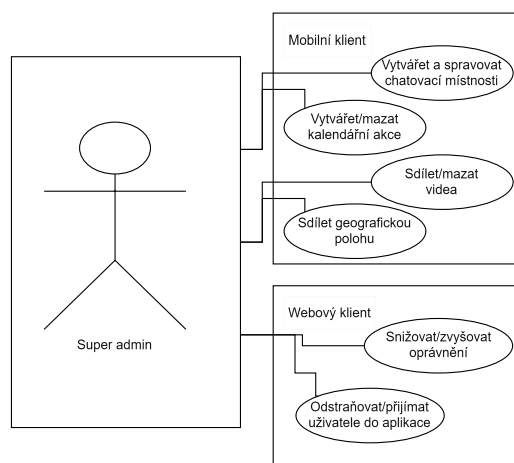 Mobilní klient
Vytvářet a spravovat
chatovací místnosti
Vytvářet/mazat
kalendářní akce
Sdílet/mazat
videa
Sdílet geografickou
polohu
Super admin
Webový klient
Snižovat/zvyšovat
oprávnění
Odstraňovat/přijímat
uživatele do aplikace